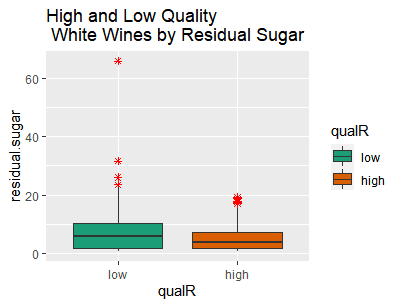 High and Low Quality
White Wines by Residual Sugar
residual.sugar
60
40
20
0
low
high
qualR
qualR
low
high